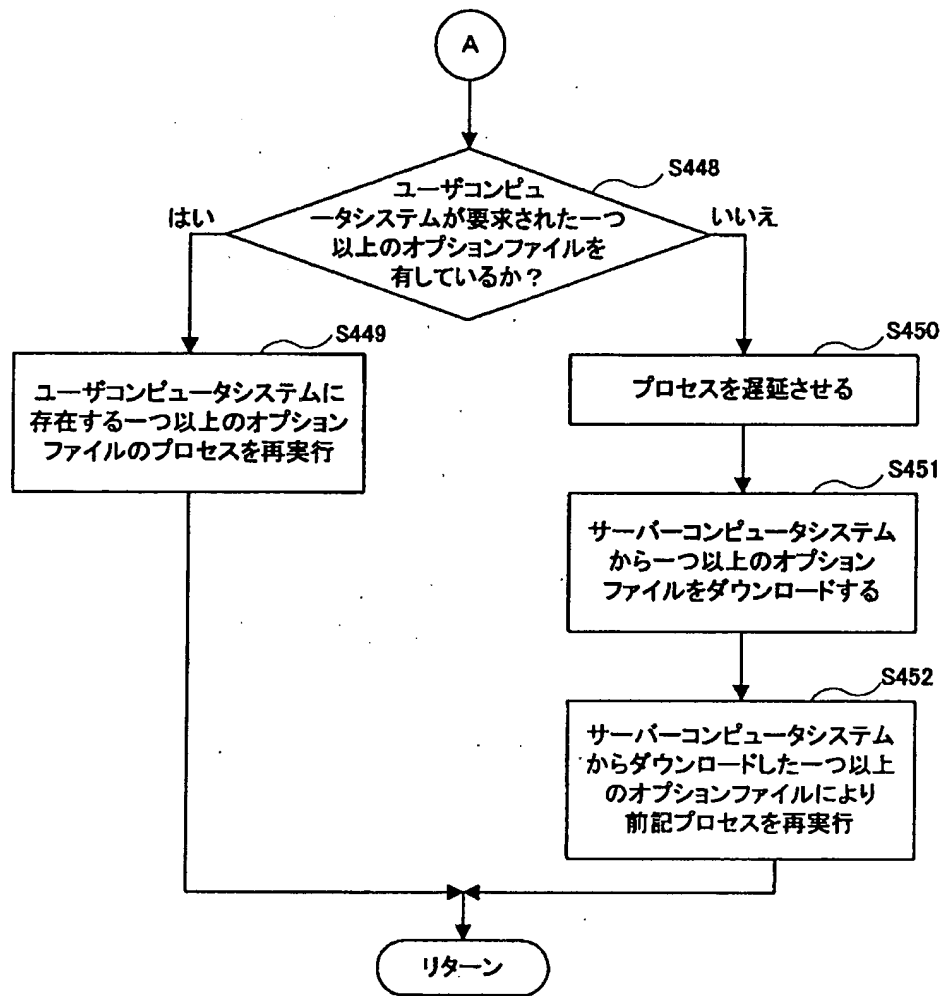 A
S448
ユーザコンピュ
ータシステムが要求された一つ
以上のオプションファイルを
有しているか？
はい
いいえ
S449
ユーザコンピュータシステムに
存在する一つ以上のオプション
ファイルのプロセスを再実行
S450
プロセスを遅延させる
S451
サーバーコンピュータシステム
から一つ以上のオプション
ファイルをダウンロードする
S452
サーバーコンピュータシステム
からダウンロードした一つ以上
のオプションファイルにより
前記プロセスを再実行
リターン